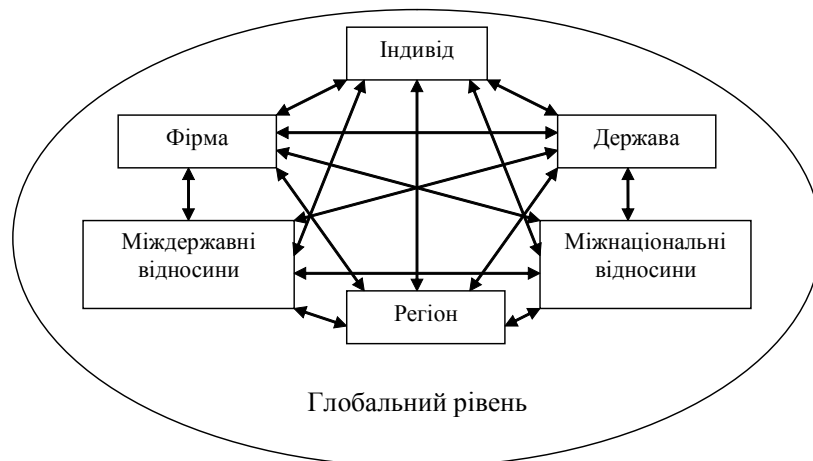 Індивід
Фірма
Держава
Міждержавні
відносини
Міжнаціональні
відносини
Регіон
Глобальний рівень